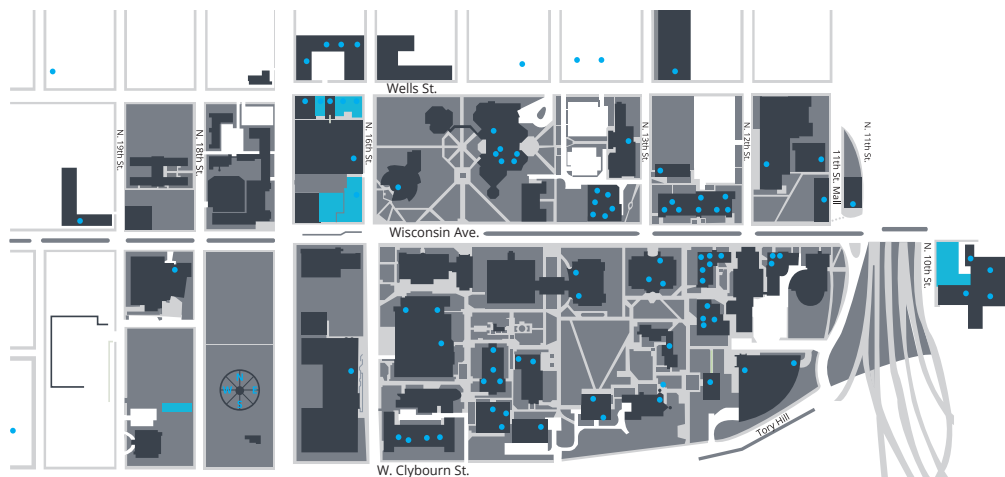 Wells St.
N. 19th St.
N. 18th St.
N. 16th St.
N. 13th St.
N. 12th St.
11th St. Mall
N. 11th St.
Wisconsin Ave.
N. 10th St.
Tory Hill
W. Clybourn St.